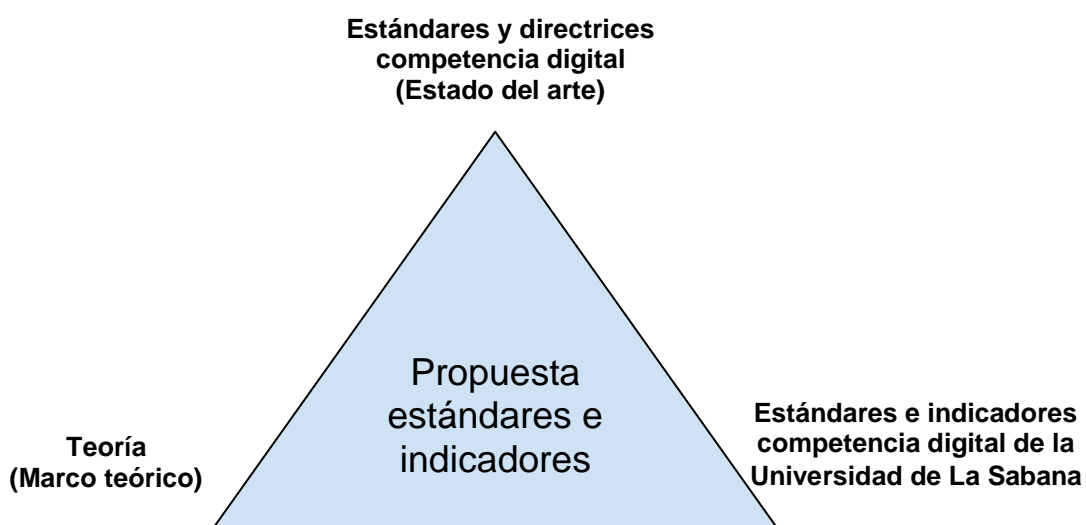 Estándares y directrices
competencia digital
(Estado del arte)
Propuesta
estándares e
indicadores
Teoría
(Marco teórico)
Estándares e indicadores
competencia digital de la
Universidad de La Sabana